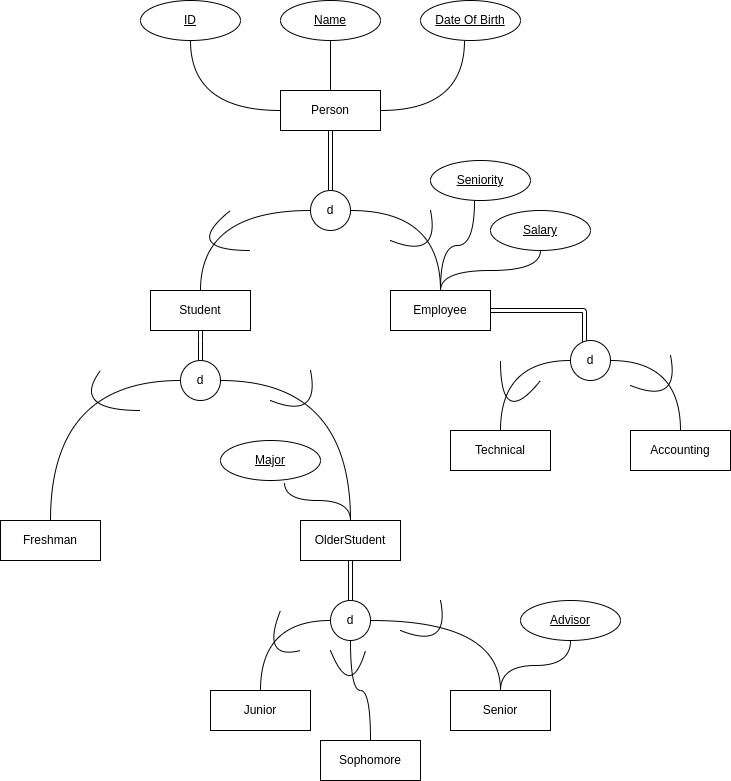 ID
Name
Date Of Birth
Person
Seniority
d
Salary
Student
Employee
d
d
Major
Technical
Accounting
Freshman
OlderStudent
d
Advisor
Junior
Senior
Sophomore